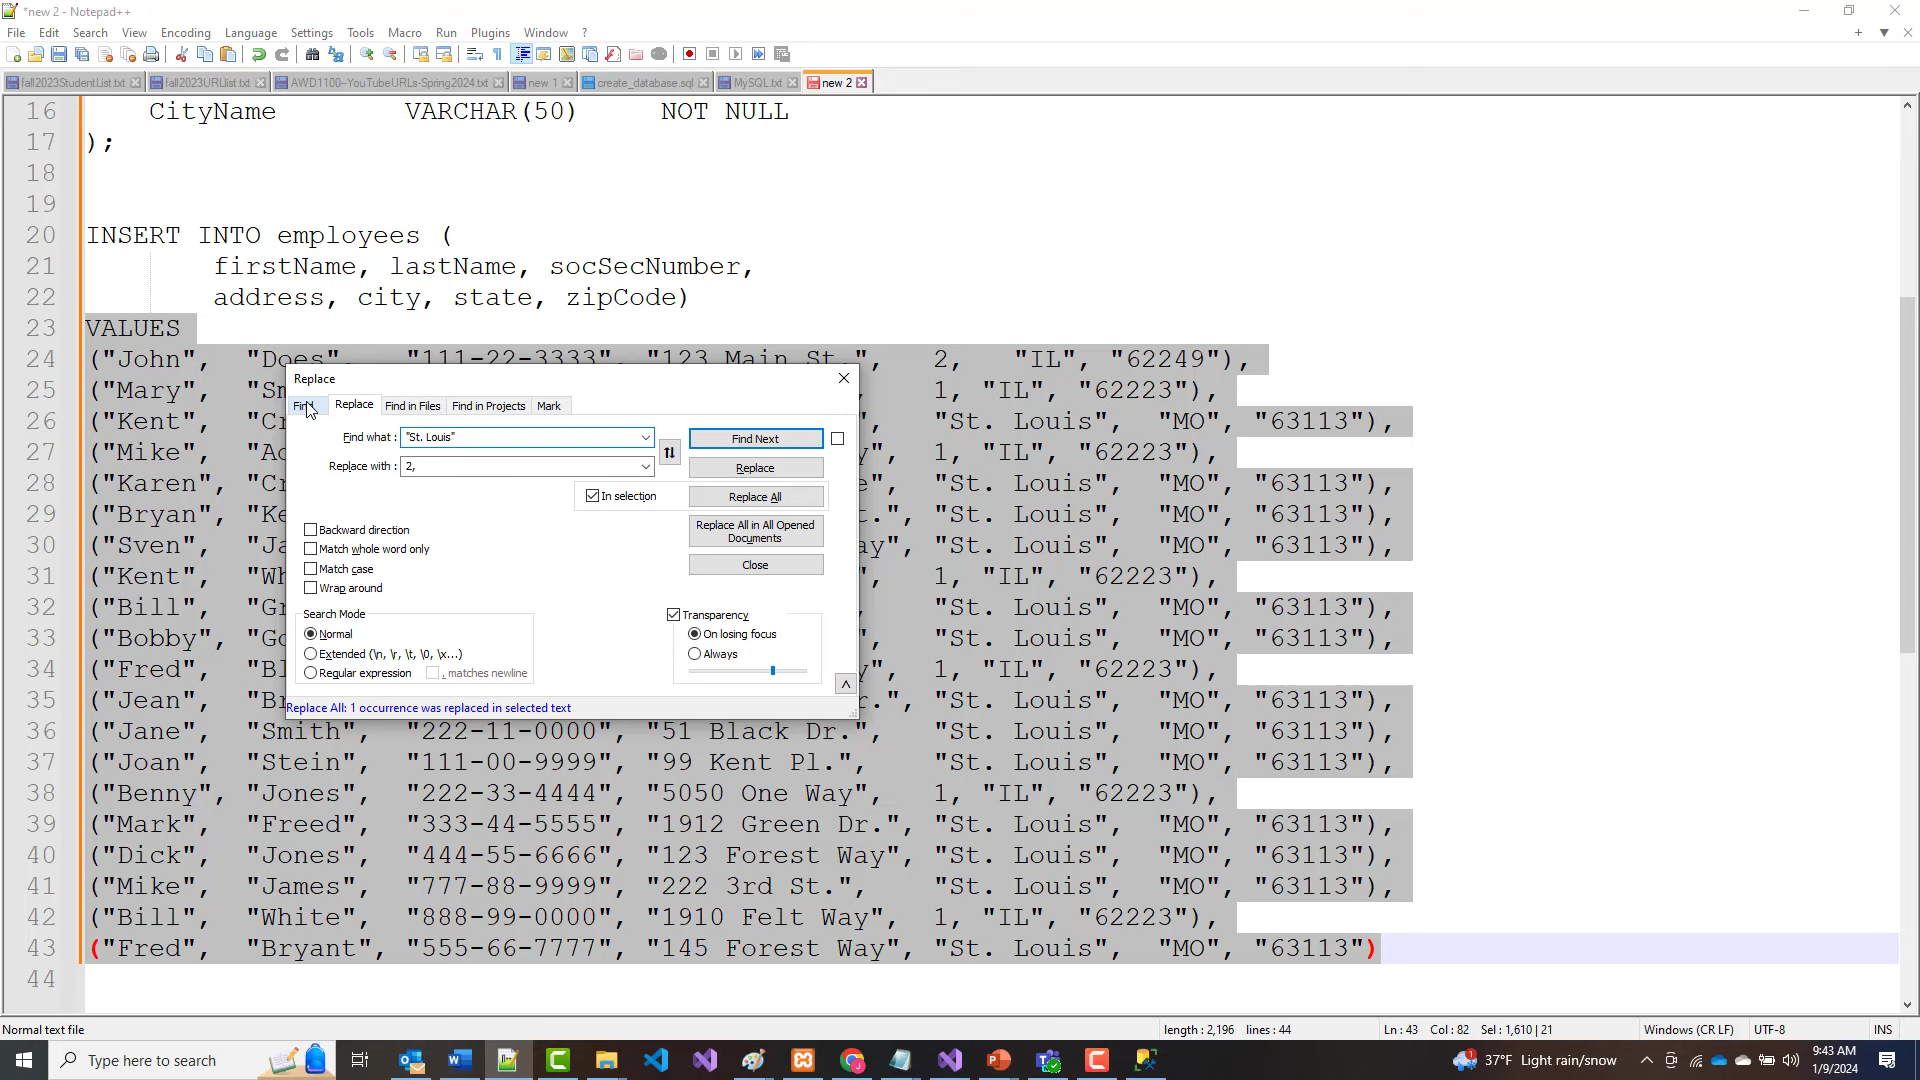 *new 2 - Notepad++
File Edit Search View Encoding Language Settings Tools Macro Run Plugins Window ?
fall2023StudentList.txt fall2023URLlist.txt AWD1100--YouTubeURLs-Spring2024.txt new 1 create_database.sql MySQL.txt new 2
16 CityName VARCHAR(50) NOT NULL
17 );
18
19
20 INSERT INTO employees (
21 firstName, lastName, socSecNumber,
22 address, city, state, zipCode)
23 VALUES
24 ("John", "Does", "111-22-3333", "123 Main St.", 2, "IL", "62249"),
25 ("Mary", "Sm 1, "IL", "62223"),
26 ("Kent", "Cr "St. Louis", "MO", "63113"),
27 ("Mike", "Ad y", 1, "IL", "62223"),
28 ("Karen", "Cr e", "St. Louis", "MO", "63113"),
29 ("Bryan", "Ke t.", "St. Louis", "MO", "63113"),
30 ("Sven", "Ja ay", "St. Louis", "MO", "63113"),
31 ("Kent", "Wh 1, "IL", "62223"),
32 ("Bill", "Gr "St. Louis", "MO", "63113"),
33 ("Bobby", "Go "St. Louis", "MO", "63113"),
34 ("Fred", "Bl y", 1, "IL", "62223"),
35 ("Jean", "Br r.", "St. Louis", "MO", "63113"),
36 ("Jane", "Smith", "222-11-0000", "51 Black Dr.", "St. Louis", "MO", "63113"),
37 ("Joan", "Stein", "111-00-9999", "99 Kent Pl.", "St. Louis", "MO", "63113"),
38 ("Benny", "Jones", "222-33-4444", "5050 One Way", 1, "IL", "62223"),
39 ("Mark", "Freed", "333-44-5555", "1912 Green Dr.", "St. Louis", "MO", "63113"),
40 ("Dick", "Jones", "444-55-6666", "123 Forest Way", "St. Louis", "MO", "63113"),
41 ("Mike", "James", "777-88-9999", "222 3rd St.", "St. Louis", "MO", "63113"),
42 ("Bill", "White", "888-99-0000", "1910 Felt Way", 1, "IL", "62223"),
43 ("Fred", "Bryant", "555-66-7777", "145 Forest Way", "St. Louis", "MO", "63113")
44
Replace
Find Replace Find in Files Find in Projects Mark
Find what : "St. Louis" Find Next
Replace with : 2, Replace
In selection Replace All
Replace All in All Opened Documents
Close
Backward direction
Match whole word only
Match case
Wrap around
Search Mode
Normal
Extended (\n, \r, \t, \0, \x...)
Regular expression . matches newline
Transparency
On losing focus
Always
Replace All: 1 occurrence was replaced in selected text
Normal text file length : 2,196 lines : 44 Ln : 43 Col : 82 Sel : 1,610 | 21 Windows (CR LF) UTF-8 INS
Type here to search 37°F Light rain/snow 9:43 AM
1/9/2024